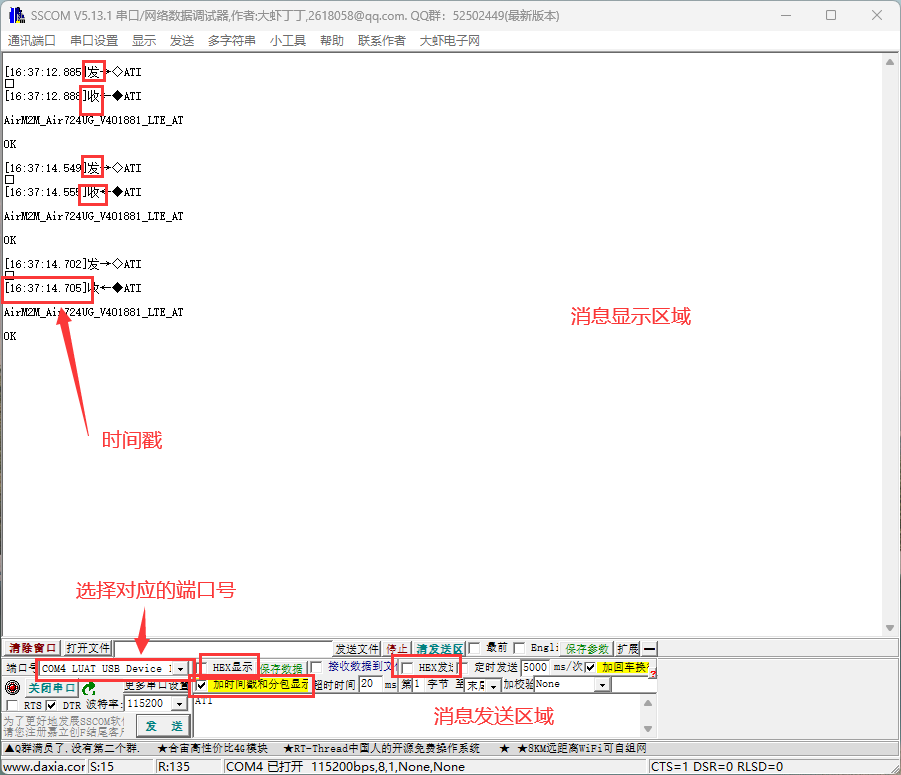 SSCOM V5.13.1 串口/网络数据调试器,作者:大虾丁丁,2618058@qq.com. QQ群：52502449(最新版本)
通讯端口 串口设置 显示 发送 多字符串 小工具 帮助 联系作者 大虾电子网
[16:37:12.885]发→◇ATI
[16:37:12.888]收←◆ATI
AirM2M_Air724UG_V401881_LTE_AT
OK
[16:37:14.549]发→◇ATI
[16:37:14.555]收←◆ATI
AirM2M_Air724UG_V401881_LTE_AT
OK
[16:37:14.702]发→◇ATI
[16:37:14.705]收←◆ATI
AirM2M_Air724UG_V401881_LTE_AT
OK
消息显示区域
时间戳
选择对应的端口号
清除窗口 打开文件 发送文件 停止 清发送区 最前 Engli 保存参数 扩展 —
端口号 COM4 LUAT USB Device HEX显示 保存数据 接收数据到文 HEX发 定时发送 5000 ms/次 加回车换
关闭串口 更多串口设置 加时间戳和分包显示 超时时间 20 ms 第1 字节 至 末尾 加校验 None
RTS DTR 波特率: 115200 ATI
消息发送区域
为了更好地发展SSCOM软件
请您注册嘉立创F结尾客户
发 送
▲QQ群满员了,没有第二个群. ★合宙高性价比4G模块 ★RT-Thread中国人的开源免费操作系统 ★ ★8KM远距离WiFi可自组网
www.daxia.cor S:15 R:135 COM4 已打开 115200bps,8,1,None,None CTS=1 DSR=0 RLSD=0